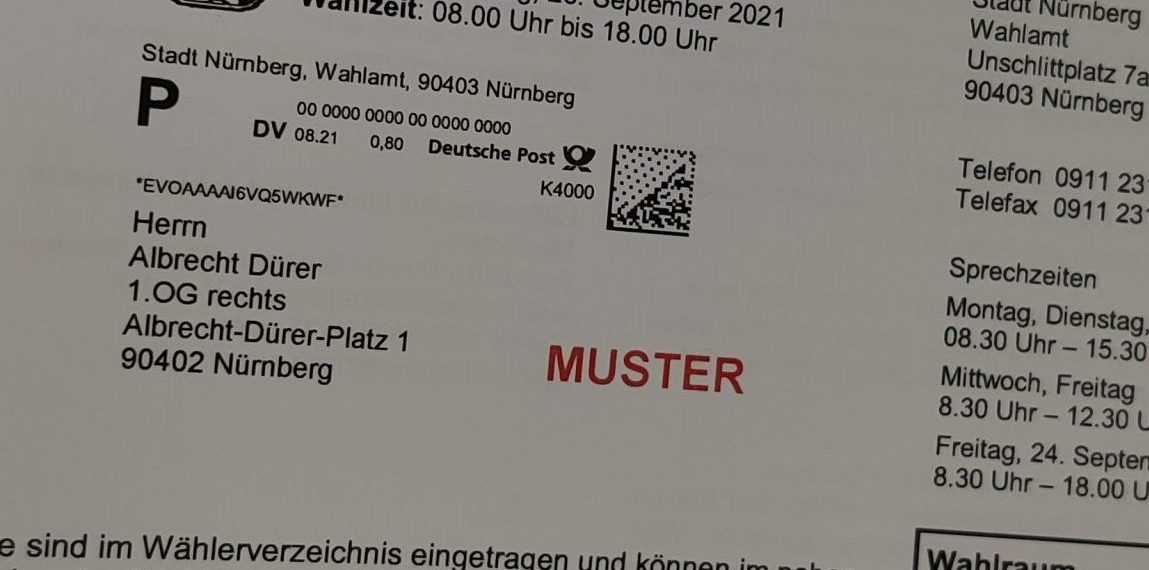 September 2021
Wahlzeit: 08.00 Uhr bis 18.00 Uhr
Stadt Nürnberg, Wahlamt, 90403 Nürnberg
P
00 0000 0000 00 0000 0000
DV 08.21 0,80 Deutsche Post
K4000
*EVOAAAAI6VQ5WKWF*
Herrn
Albrecht Dürer
1.OG rechts
Albrecht-Dürer-Platz 1
90402 Nürnberg
MUSTER
Stadt Nürnberg
Wahlamt
Unschlittplatz 7a
90403 Nürnberg
Telefon 0911 23
Telefax 0911 23
Sprechzeiten
Montag, Dienstag,
08.30 Uhr – 15.30
Mittwoch, Freitag
8.30 Uhr – 12.30 U
Freitag, 24. Septem
8.30 Uhr – 18.00 U
e sind im Wählerverzeichnis eingetragen und können im
Wahlraum